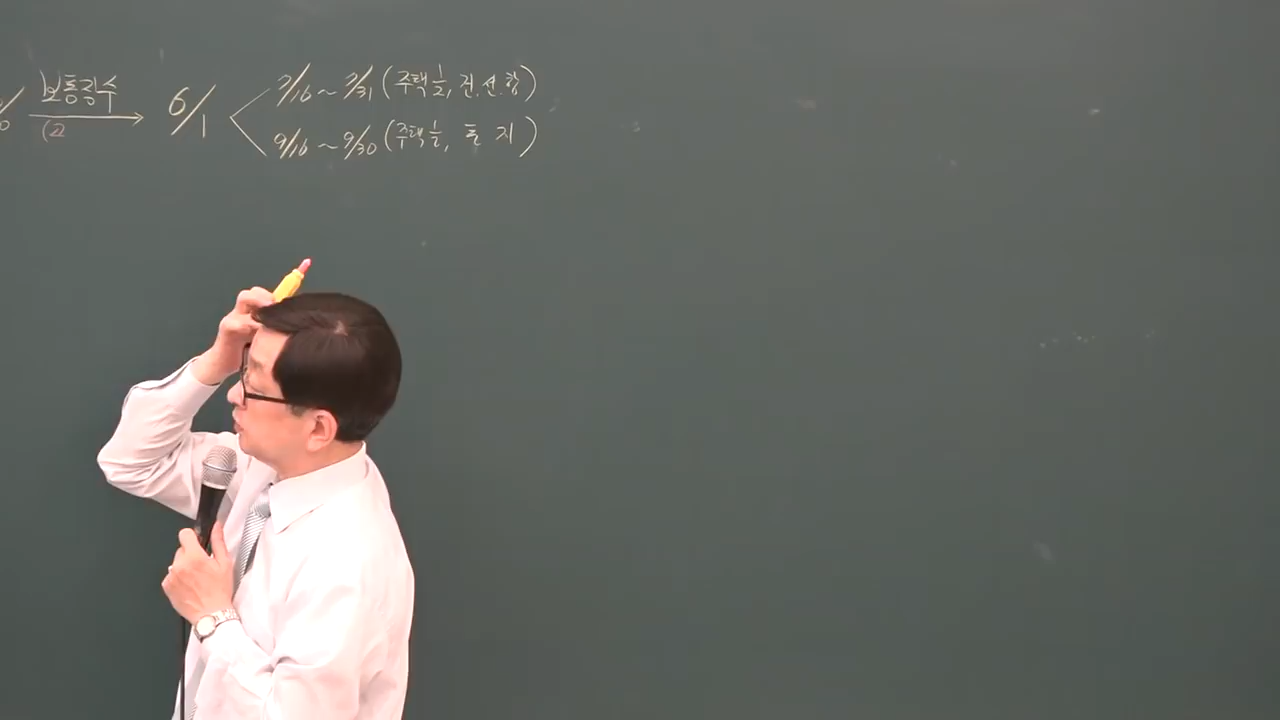 보통징수
6/1
7/16 ~ 7/31 (주택 1/2, 건.선.항)
9/16 ~ 9/30 (주택 1/2, 토 지)